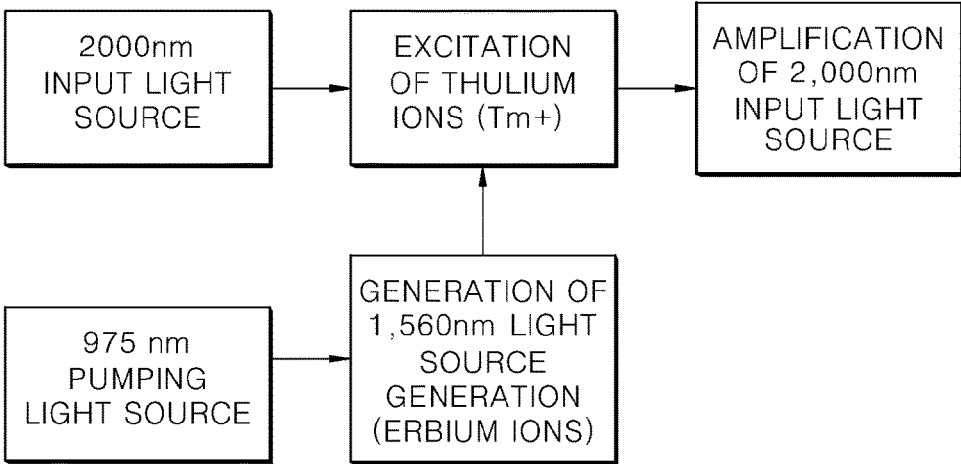 2000nm
INPUT LIGHT
SOURCE
EXCITATION
OF THULIUM
IONS (Tm+)
AMPLIFICATION
OF 2,000nm
INPUT LIGHT
SOURCE
975 nm
PUMPING
LIGHT SOURCE
GENERATION OF
1,560nm LIGHT
SOURCE
GENERATION
(ERBIUM IONS)